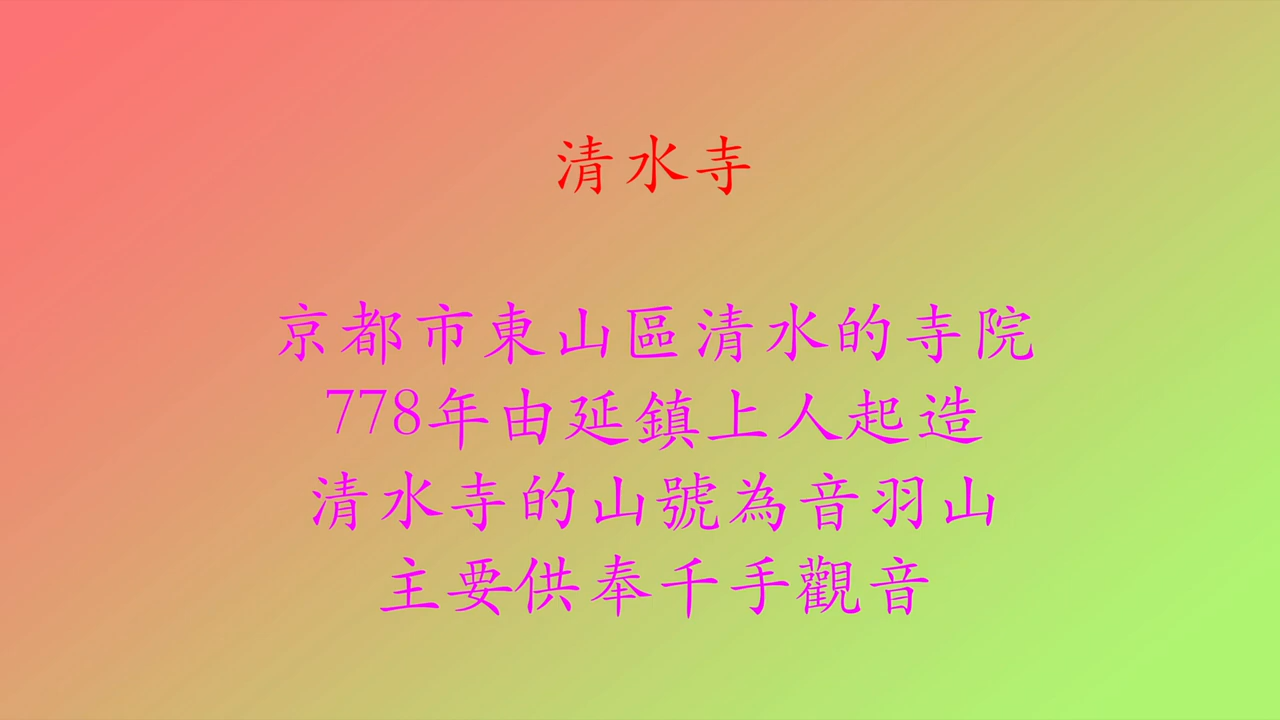 清水寺
京都市東山區清水的寺院
778年由延鎮上人起造
清水寺的山號為音羽山
主要供奉千手觀音